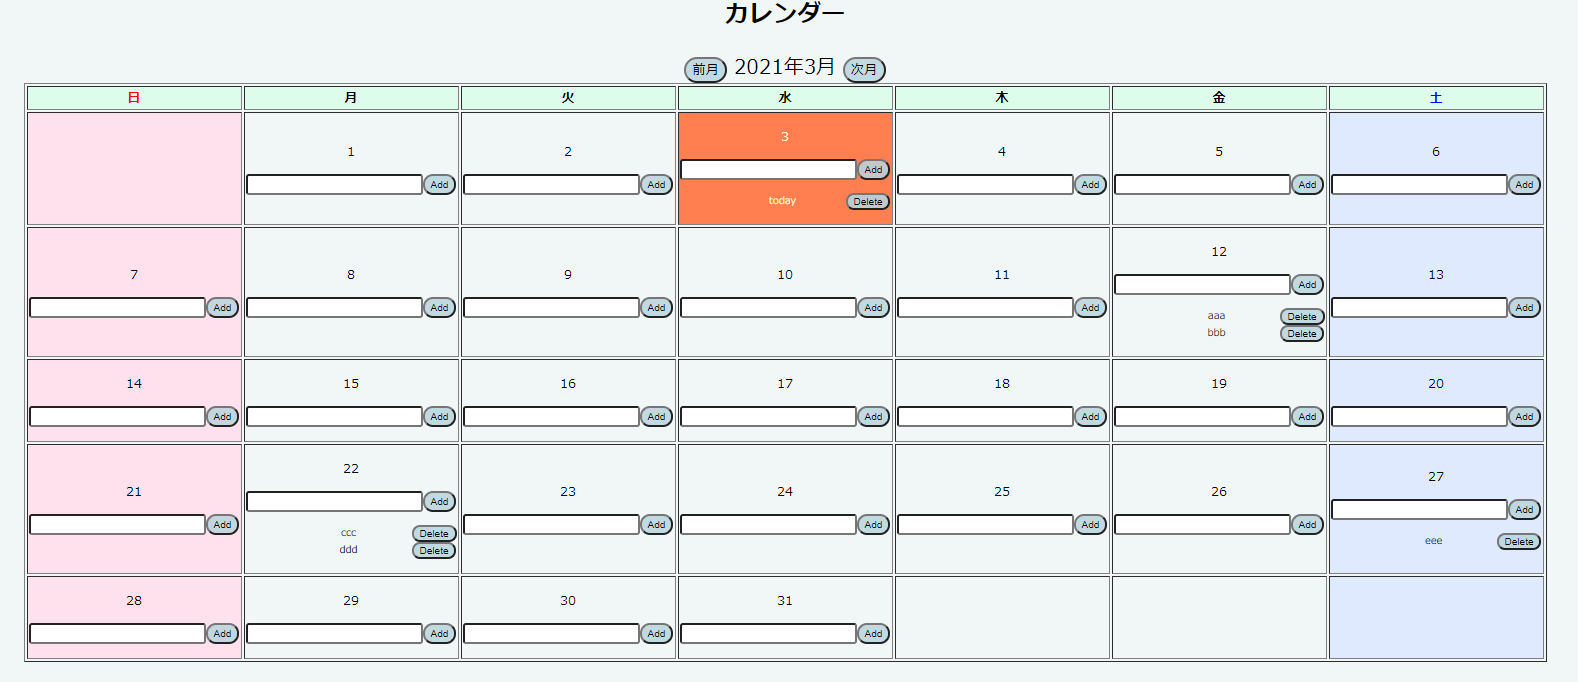 カレンダー
前月 2021年3月 次月
日 月 火 水 木 金 土
1 2 3 4 5 6
Add Add Add Add Add Add
today Delete
7 8 9 10 11 12 13
Add Add Add Add Add Add Add
aaa Delete
bbb Delete
14 15 16 17 18 19 20
Add Add Add Add Add Add Add
21 22 23 24 25 26 27
Add Add Add Add Add Add Add
ccc Delete eee Delete
ddd Delete
28 29 30 31
Add Add Add Add